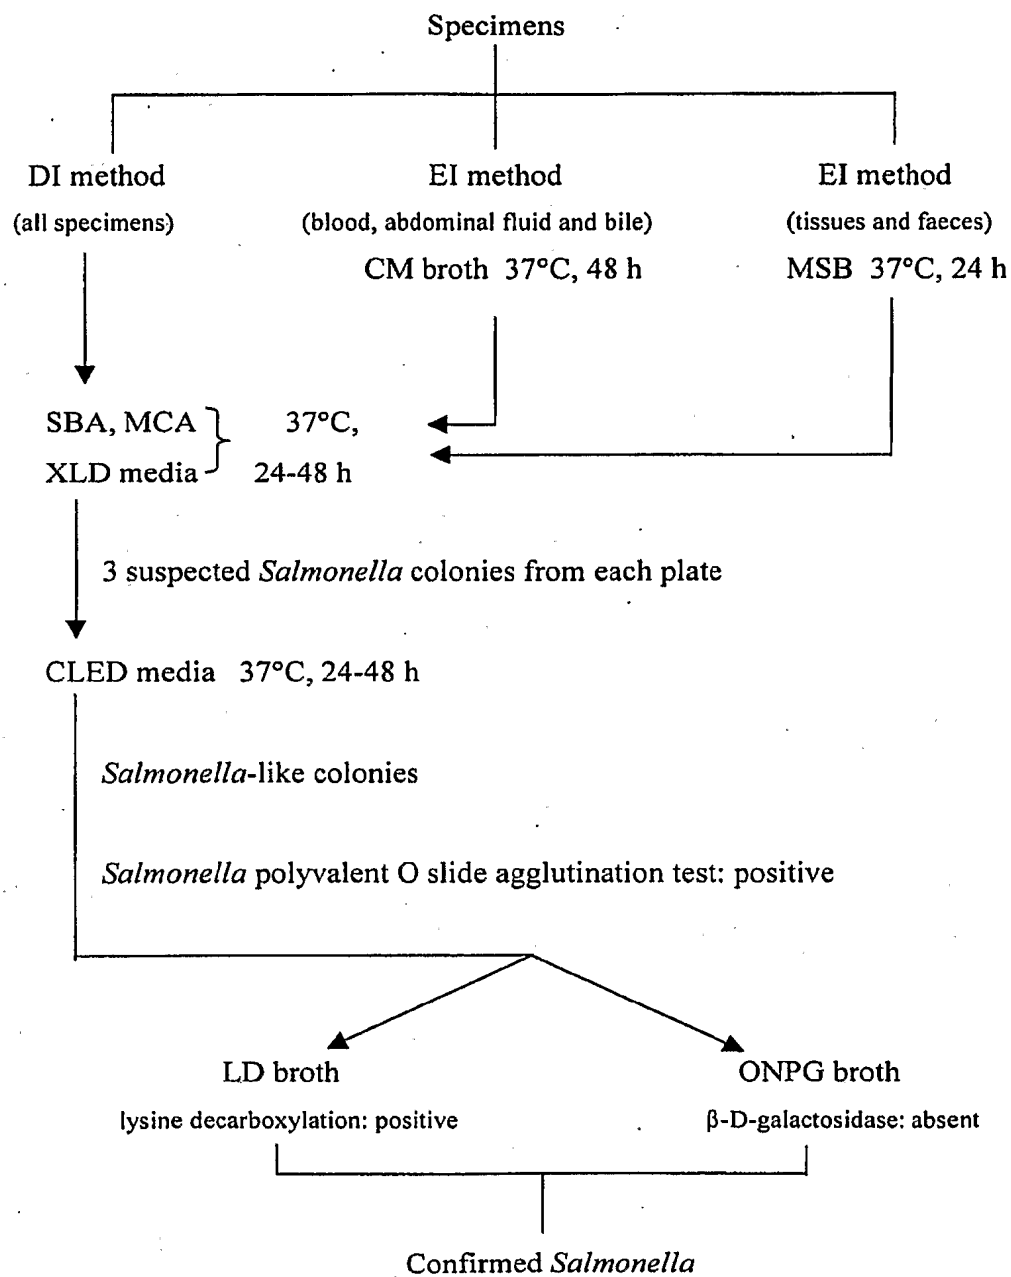 Specimens
DI method
(all specimens)
EI method
(blood, abdominal fluid and bile)
CM broth 37°C, 48 h
EI method
(tissues and faeces)
MSB 37°C, 24 h
SBA, MCA
XLD media
37°C,
24-48 h
3 suspected Salmonella colonies from each plate
CLED media 37°C, 24-48 h
Salmonella-like colonies
Salmonella polyvalent O slide agglutination test: positive
LD broth
lysine decarboxylation: positive
ONPG broth
β-D-galactosidase: absent
Confirmed Salmonella